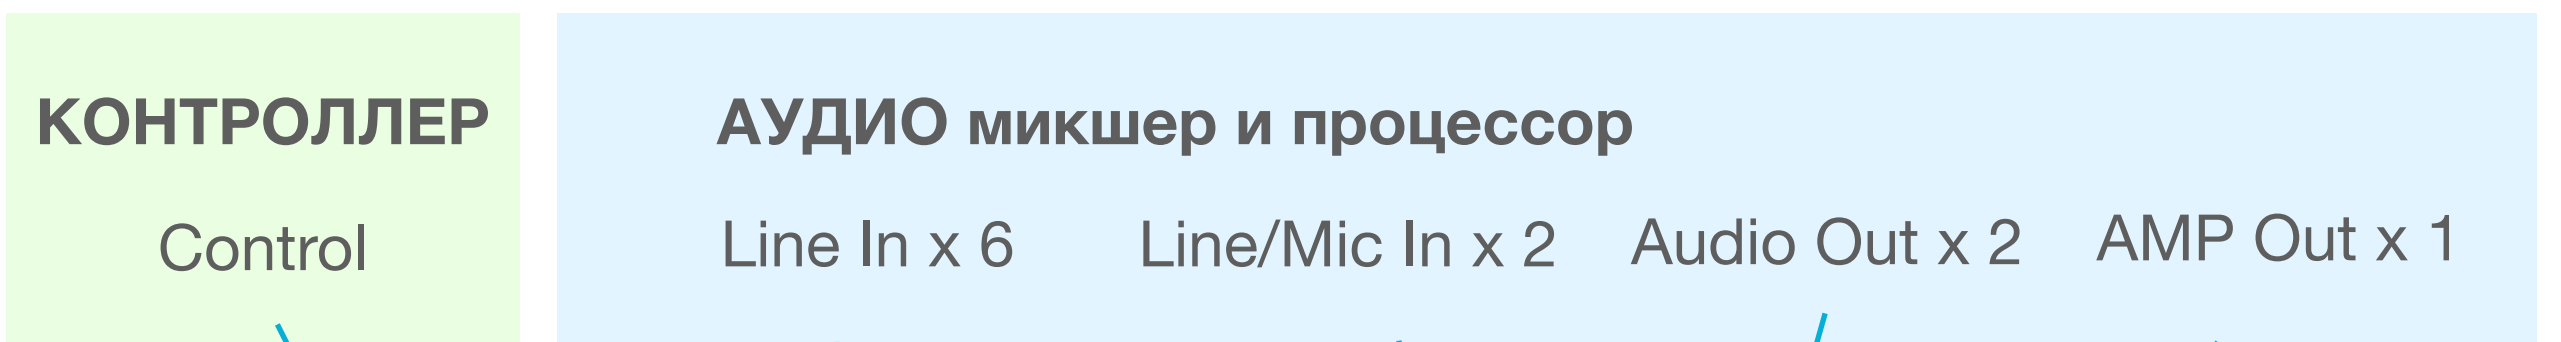 КОНТРОЛЛЕР
Control
АУДИО микшер и процессор
Line In x 6
Line/Mic In x 2
Audio Out x 2
AMP Out x 1